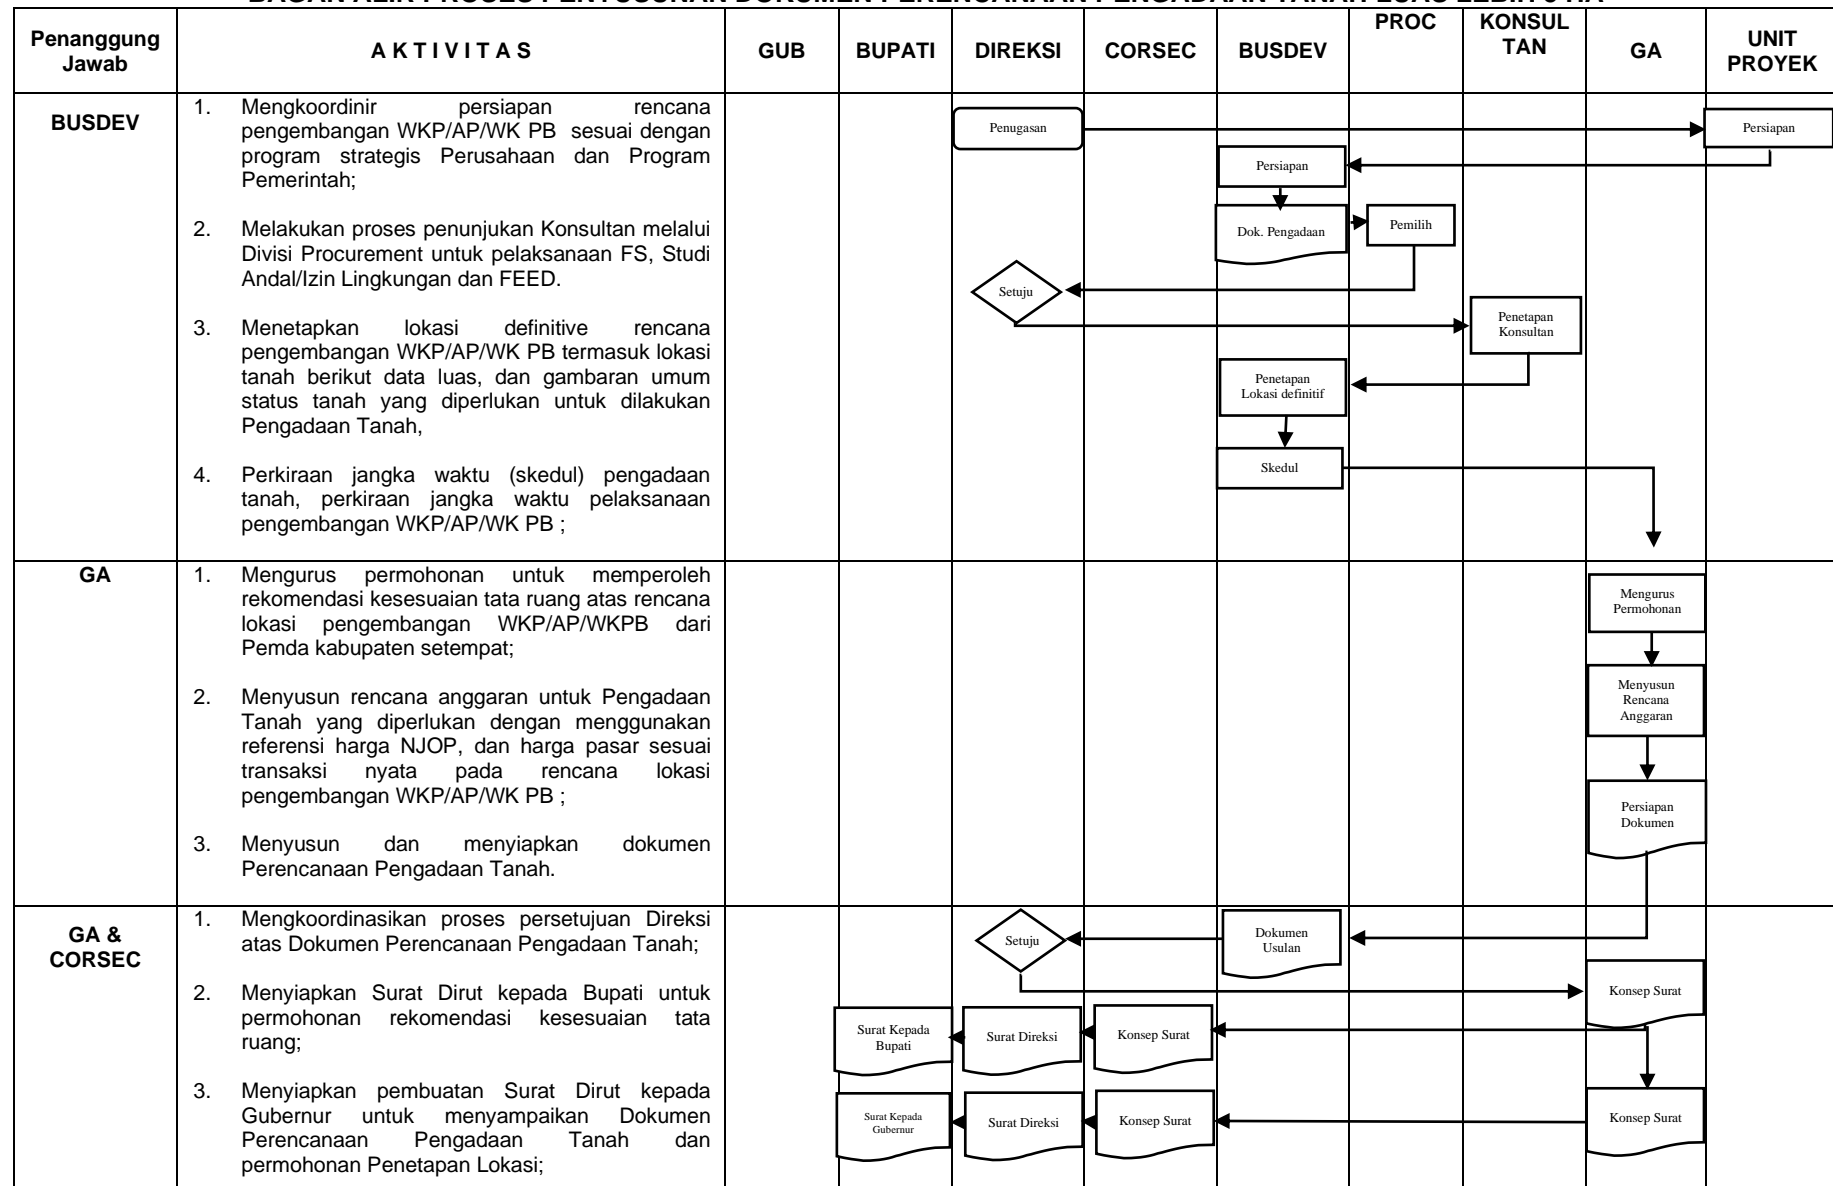 BAGAN ALIR PROSES PENYUSUNAN DOKUMEN PERENCANAAN PENGADAAN TANAH LUAS LEBIH 5 HA
Penanggung
Jawab
A K T I V I T A S
GUB
BUPATI
DIREKSI
CORSEC
BUSDEV
PROC
KONSUL
TAN
GA
UNIT
PROYEK
BUSDEV
1. Mengkoordinir persiapan rencana
pengembangan WKP/AP/WK PB sesuai dengan
program strategis Perusahaan dan Program
Pemerintah;
2. Melakukan proses penunjukan Konsultan melalui
Divisi Procurement untuk pelaksanaan FS, Studi
Andal/Izin Lingkungan dan FEED.
3. Menetapkan lokasi definitive rencana
pengembangan WKP/AP/WK PB termasuk lokasi
tanah berikut data luas, dan gambaran umum
status tanah yang diperlukan untuk dilakukan
Pengadaan Tanah,
4. Perkiraan jangka waktu (skedul) pengadaan
tanah, perkiraan jangka waktu pelaksanaan
pengembangan WKP/AP/WK PB ;
Penugasan
Persiapan
Persiapan
Dok. Pengadaan
Pemilih
Setuju
Penetapan
Konsultan
Penetapan
Lokasi definitif
Skedul
GA
1. Mengurus permohonan untuk memperoleh
rekomendasi kesesuaian tata ruang atas rencana
lokasi pengembangan WKP/AP/WKPB dari
Pemda kabupaten setempat;
2. Menyusun rencana anggaran untuk Pengadaan
Tanah yang diperlukan dengan menggunakan
referensi harga NJOP, dan harga pasar sesuai
transaksi nyata pada rencana lokasi
pengembangan WKP/AP/WK PB ;
3. Menyusun dan menyiapkan dokumen
Perencanaan Pengadaan Tanah.
Mengurus
Permohonan
Menyusun
Rencana
Anggaran
Persiapan
Dokumen
GA &
CORSEC
1. Mengkoordinasikan proses persetujuan Direksi
atas Dokumen Perencanaan Pengadaan Tanah;
2. Menyiapkan Surat Dirut kepada Bupati untuk
permohonan rekomendasi kesesuaian tata
ruang;
3. Menyiapkan pembuatan Surat Dirut kepada
Gubernur untuk menyampaikan Dokumen
Perencanaan Pengadaan Tanah dan
permohonan Penetapan Lokasi;
Setuju
Dokumen
Usulan
Konsep Surat
Surat Kepada
Bupati
Surat Direksi
Konsep Surat
Surat Kepada
Gubernur
Surat Direksi
Konsep Surat
Konsep Surat